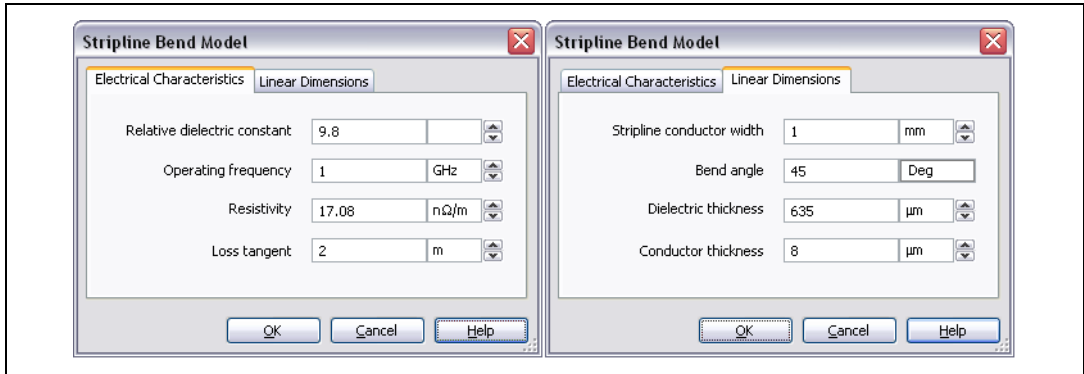 Stripline Bend Model
Electrical Characteristics Linear Dimensions
Relative dielectric constant 9.8
Operating frequency 1 GHz
Resistivity 17.08 nΩ/m
Loss tangent 2 m
OK Cancel Help
Stripline Bend Model
Electrical Characteristics Linear Dimensions
Stripline conductor width 1 mm
Bend angle 45 Deg
Dielectric thickness 635 µm
Conductor thickness 8 µm
OK Cancel Help